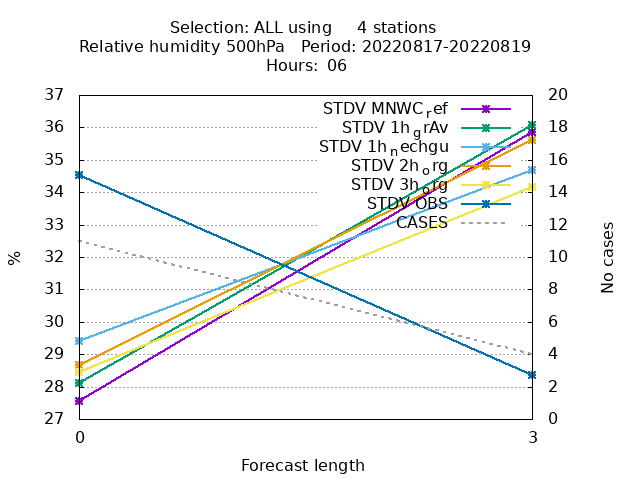 Selection: ALL using     4 stations
Relative humidity 500hPa   Period: 20220817-20220819
Hours: 06
37
36
35
34
33
32
31
30
29
28
27
20
18
16
14
12
10
8
6
4
2
0
%
No cases
STDV MNWC_ref
STDV 1h_grAv
STDV 1h_nechgu
STDV 2h_org
STDV 3h_org
STDV OBS
CASES
0
3
Forecast length